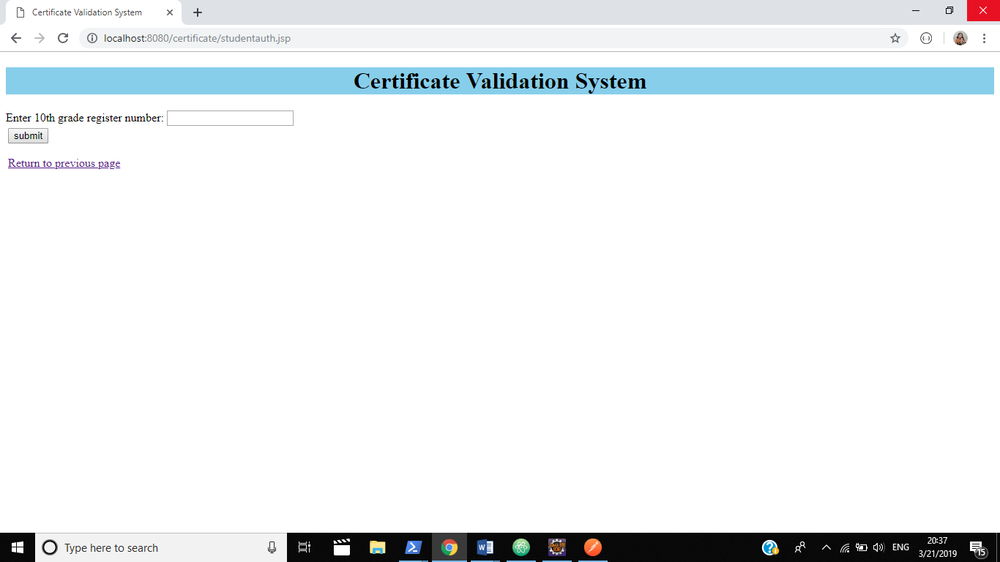 Certificate Validation System
localhost:8080/certificate/studentauth.jsp
Certificate Validation System
Enter 10th grade register number:
submit
Return to previous page
Type here to search
ENG
20:37
3/21/2019
15